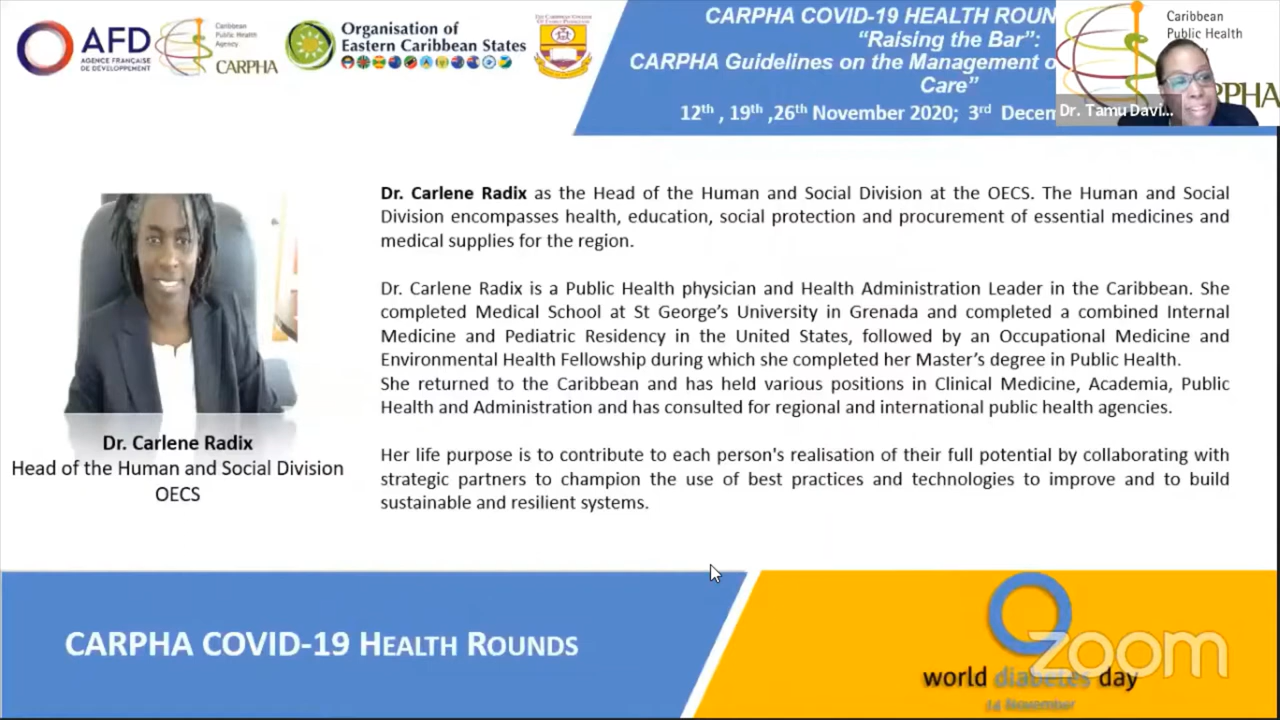 AFD
AGENCE FRANÇAISE
DE DÉVELOPPEMENT
Caribbean
Public Health
Agency
CARPHA
Organisation of
Eastern Caribbean States
CARPHA COVID-19 HEALTH ROUN
"Raising the Bar":
CARPHA Guidelines on the Management o
Care"
12th , 19th ,26th November 2020; 3rd Decem
Caribbean
Public Health
PHA
Dr. Tamu Davi...
Dr. Carlene Radix as the Head of the Human and Social Division at the OECS. The Human and Social
Division encompasses health, education, social protection and procurement of essential medicines and
medical supplies for the region.
Dr. Carlene Radix is a Public Health physician and Health Administration Leader in the Caribbean. She
completed Medical School at St George's University in Grenada and completed a combined Internal
Medicine and Pediatric Residency in the United States, followed by an Occupational Medicine and
Environmental Health Fellowship during which she completed her Master's degree in Public Health.
She returned to the Caribbean and has held various positions in Clinical Medicine, Academia, Public
Health and Administration and has consulted for regional and international public health agencies.
Her life purpose is to contribute to each person's realisation of their full potential by collaborating with
strategic partners to champion the use of best practices and technologies to improve and to build
sustainable and resilient systems.
Dr. Carlene Radix
Head of the Human and Social Division
OECS
CARPHA COVID-19 HEALTH ROUNDS
zoom
world diabetes day
14 November